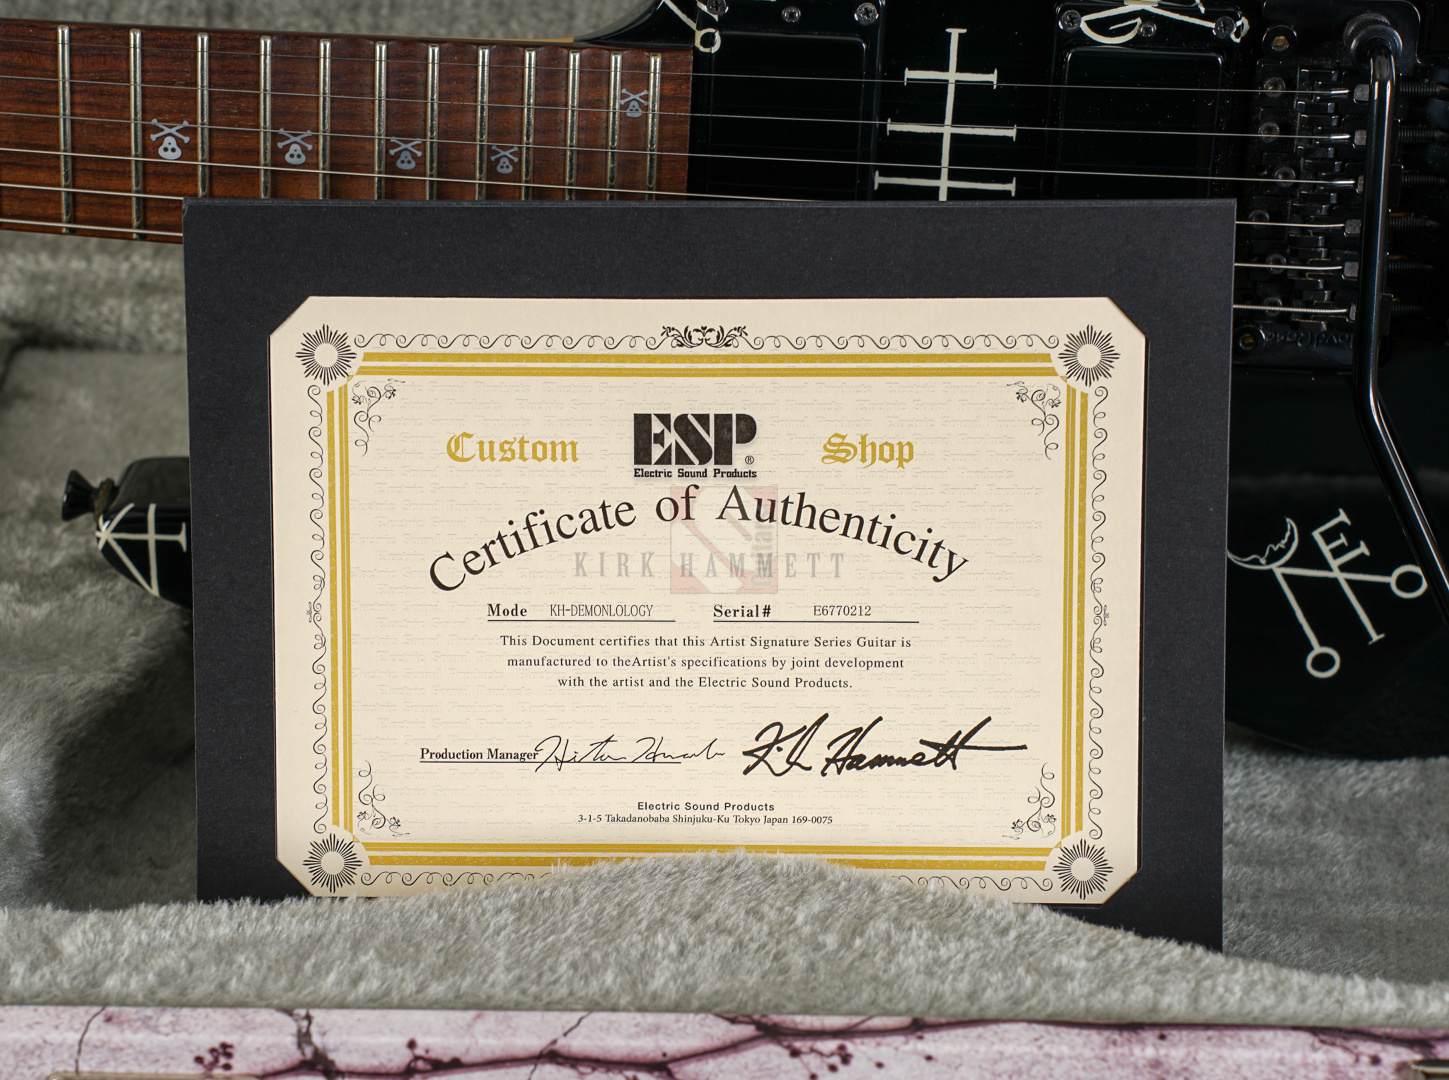 Custom ESP® Shop
Electric Sound Products
Certificate of Authenticity
KIRK HAMMETT
Mode KH-DEMONLOLOGY Serial# E6770212
This Document certifies that this Artist Signature Series Guitar is
manufactured to theArtist's specifications by joint development
with the artist and the Electric Sound Products.
Production Manager Kirk Hammett
Electric Sound Products
3-1-5 Takadanobaba Shinjuku-Ku Tokyo Japan 169-0075